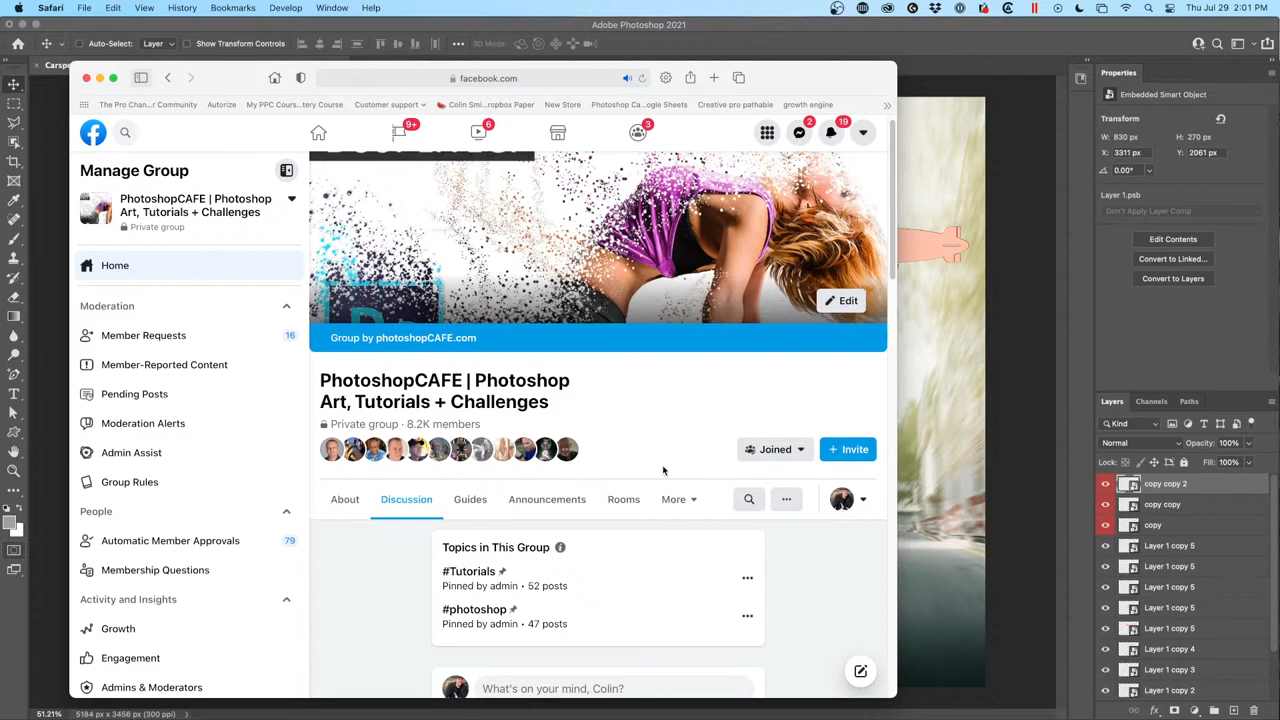 Safari File Edit View History Bookmarks Develop Window Help Thu Jul 29 2:01 PM
Adobe Photoshop 2021
Auto-Select: Layer Show Transform Controls 3D Mode:
Carspe
facebook.com
The Pro Chan...r Community Autorize My PPC Cours...tery Course Customer support Colin Smi...ropbox Paper New Store Photoshop Ca...ogle Sheets Creative pro pathable growth engine
9+ 6 3 2 19
Manage Group
PhotoshopCAFE | Photoshop
Art, Tutorials + Challenges
Private group
Home
Moderation
Member Requests 16
Member-Reported Content
Pending Posts
Moderation Alerts
Admin Assist
Group Rules
People
Automatic Member Approvals 79
Membership Questions
Activity and Insights
Growth
Engagement
Admins & Moderators
Edit
Group by photoshopCAFE.com
PhotoshopCAFE | Photoshop
Art, Tutorials + Challenges
Private group · 8.2K members
Joined + Invite
About Discussion Guides Announcements Rooms More
Topics in This Group
#Tutorials
Pinned by admin • 52 posts
#photoshop
Pinned by admin • 47 posts
What's on your mind, Colin?
Properties
Embedded Smart Object
Transform
W: 830 px H: 270 px
X: 3311 px Y: 2061 px
0.00°
Layer 1.psb
Don't Apply Layer Comp
Edit Contents
Convert to Linked...
Convert to Layers
Layers Channels Paths
Kind
Normal Opacity: 100%
Lock: Fill: 100%
copy copy 2
copy copy
copy
Layer 1 copy 5
Layer 1 copy 5
Layer 1 copy 5
Layer 1 copy 5
Layer 1 copy 5
Layer 1 copy 4
Layer 1 copy 3
Layer 1 copy 2
51.21% 5184 px x 3456 px (300 ppi)